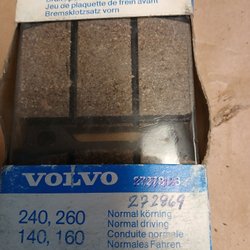 Jeu de plaquette de frein avant
Bremsklotzsatz vorn
VOLVO
272869
240, 260
140, 160
Normal körning
Normal driving
Conduite normale
Normales Fahren